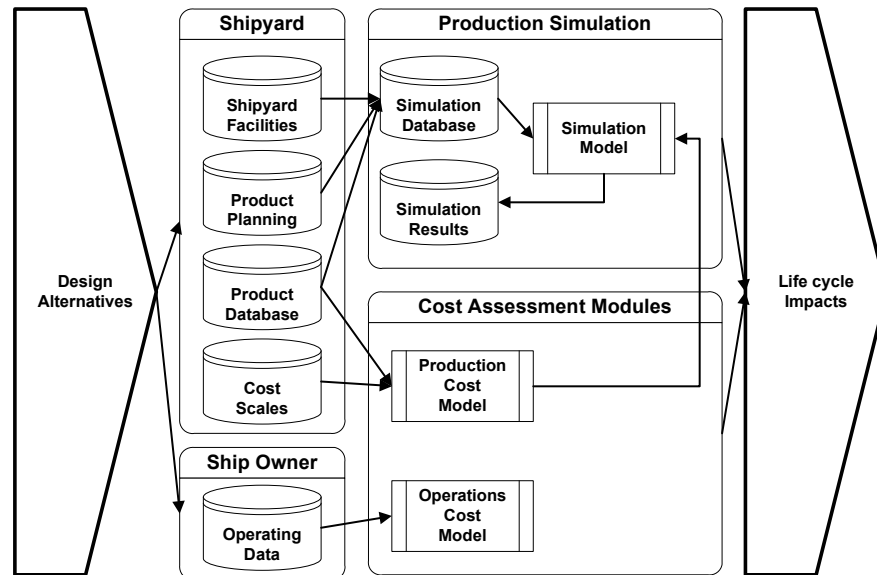 Design
Alternatives
Shipyard
Shipyard
Facilities
Product
Planning
Product
Database
Cost
Scales
Ship Owner
Operating
Data
Production Simulation
Simulation
Database
Simulation
Model
Simulation
Results
Cost Assessment Modules
Production
Cost
Model
Operations
Cost
Model
Life cycle
Impacts